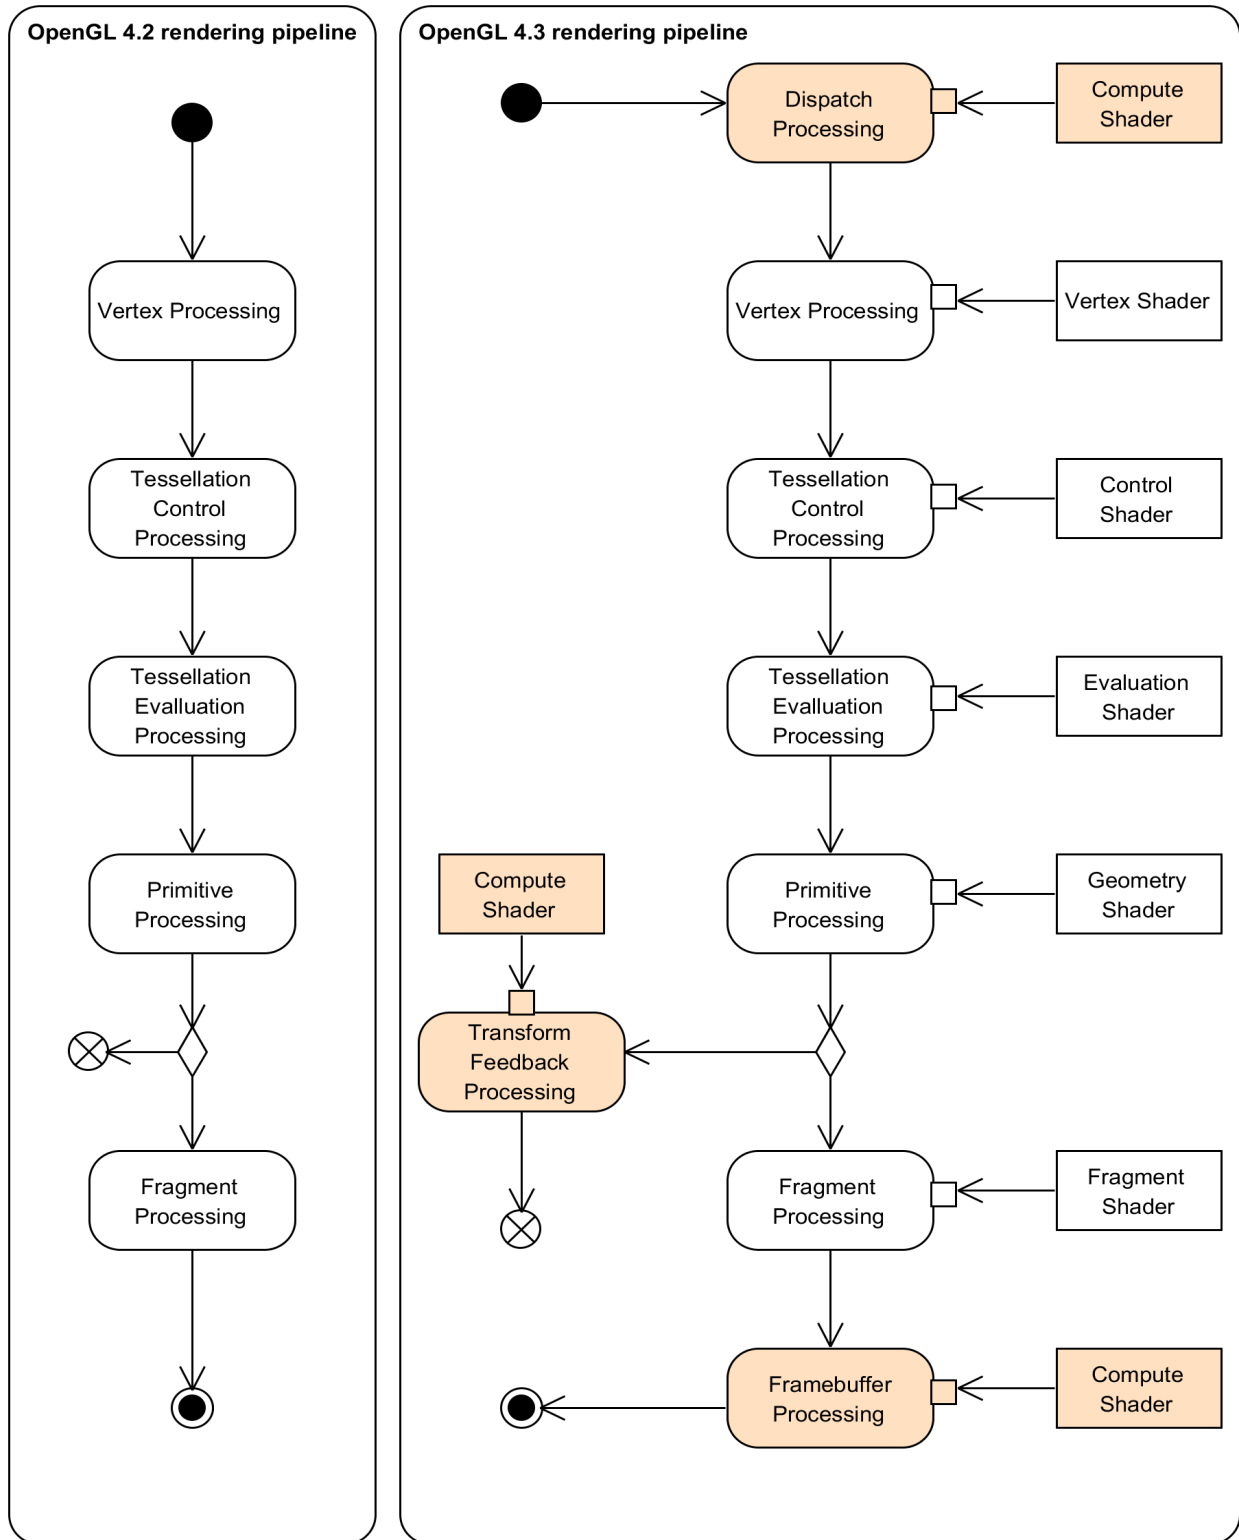 OpenGL 4.2 rendering pipeline
Vertex Processing
Tessellation
Control
Processing
Tessellation
Evalluation
Processing
Primitive
Processing
Fragment
Processing
OpenGL 4.3 rendering pipeline
Dispatch
Processing
Compute
Shader
Vertex Processing
Vertex Shader
Tessellation
Control
Processing
Control
Shader
Tessellation
Evalluation
Processing
Evaluation
Shader
Primitive
Processing
Geometry
Shader
Compute
Shader
Transform
Feedback
Processing
Fragment
Processing
Fragment
Shader
Framebuffer
Processing
Compute
Shader